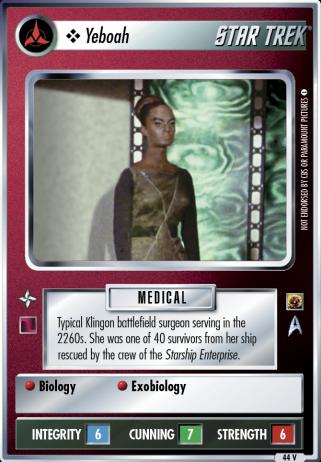 ❖ Yeboah
STAR TREK®
NOT ENDORSED BY CBS OR PARAMOUNT PICTURES
MEDICAL
Typical Klingon battlefield surgeon serving in the
2260s. She was one of 40 survivors from her ship
rescued by the crew of the Starship Enterprise.
Biology
Exobiology
INTEGRITY 6 CUNNING 7 STRENGTH 6
44 V